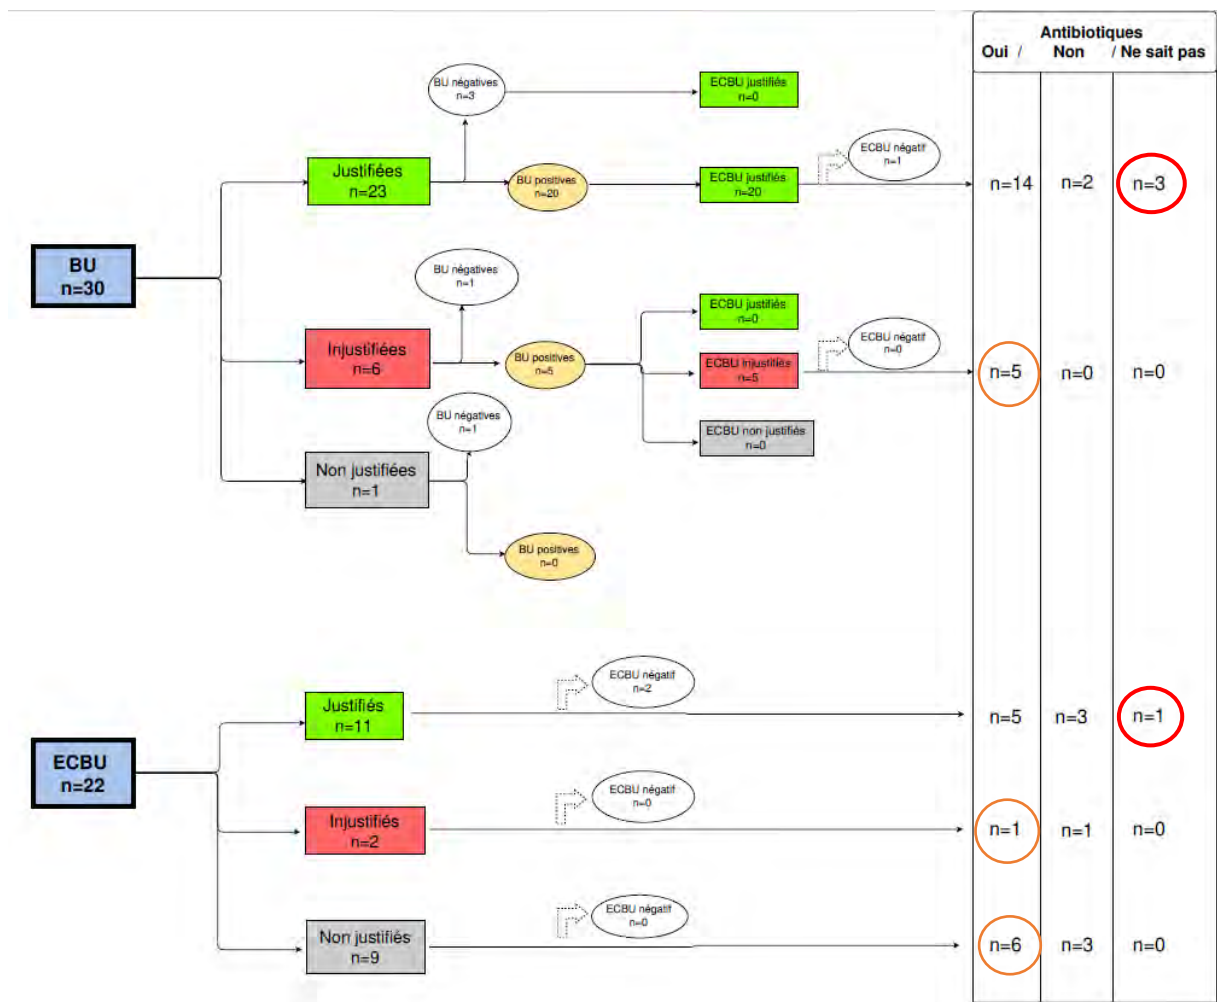 Antibiotiques
Oui / Non / Ne sait pas
BU négatives
n=3
ECBU justifiés
n=0
Justifiées
n=23
BU positives
n=20
ECBU justifiés
n=20
ECBU négatif
n=1
n=14 n=2 n=3
BU
n=30
BU négatives
n=1
Injustifiées
n=6
BU positives
n=5
ECBU justifiés
n=0
ECBU injustifiés
n=5
ECBU négatif
n=0
n=5 n=0 n=0
ECBU non justifiés
n=0
BU négatives
n=1
Non justifiées
n=1
BU positives
n=0
ECBU
n=22
Justifiés
n=11
ECBU négatif
n=2
n=5 n=3 n=1
Injustifiés
n=2
ECBU négatif
n=0
n=1 n=1 n=0
Non justifiés
n=9
ECBU négatif
n=0
n=6 n=3 n=0